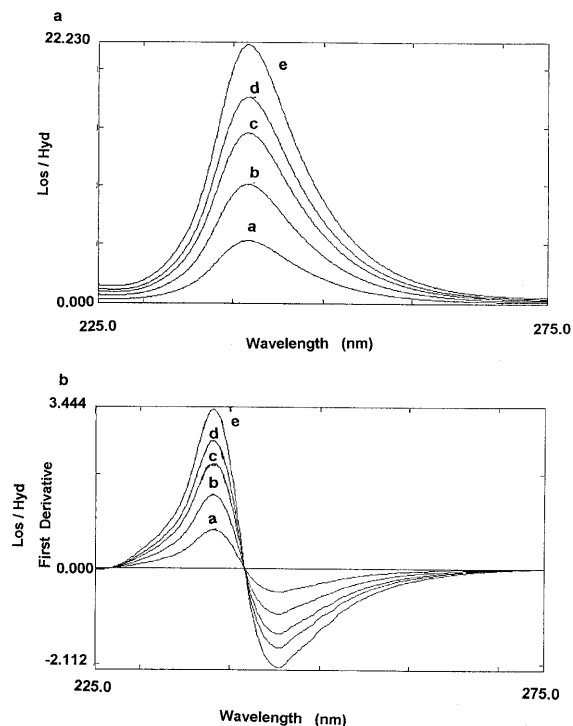 a
22.230
e
d
c
b
a
Los / Hyd
0.000
225.0
275.0
Wavelength (nm)
b
3.444
e
d
c
b
a
Los / Hyd
First Derivative
0.000
-2.112
225.0
275.0
Wavelength (nm)